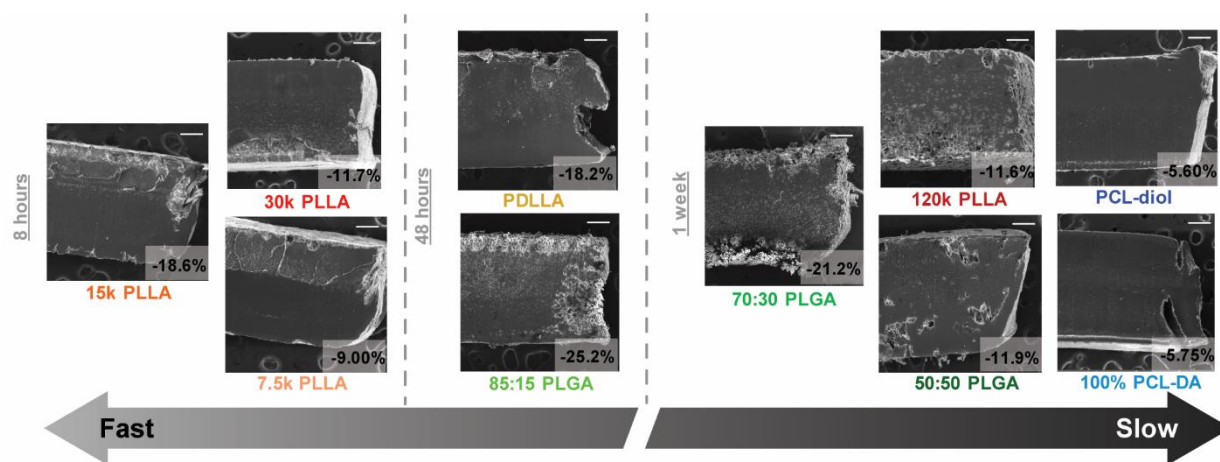 8 hours
-18.6%
15k PLLA
-11.7%
30k PLLA
-9.00%
7.5k PLLA
48 hours
-18.2%
PDLLA
-25.2%
85:15 PLGA
1 week
-21.2%
70:30 PLGA
-11.6%
120k PLLA
-5.60%
PCL-diol
-11.9%
50:50 PLGA
-5.75%
100% PCL-DA
Fast
Slow